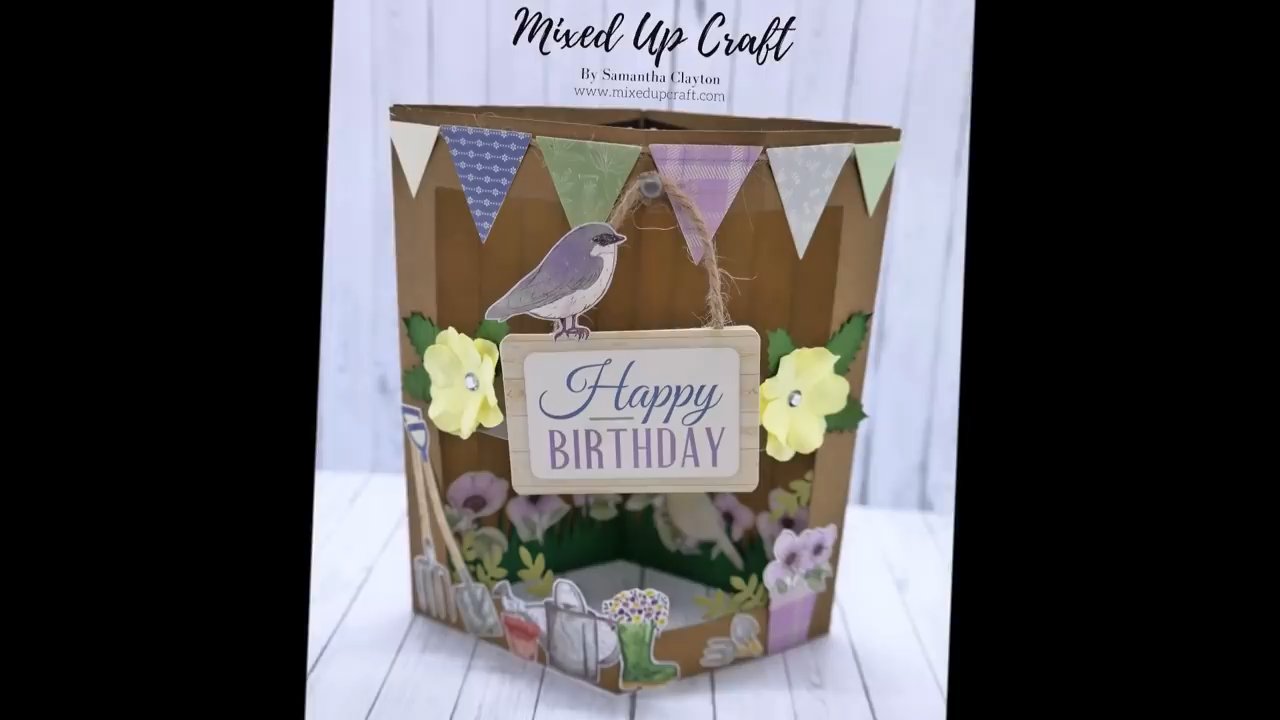 Mixed Up Craft
By Samantha Clayton
www.mixedupcraft.com
Happy
BIRTHDAY